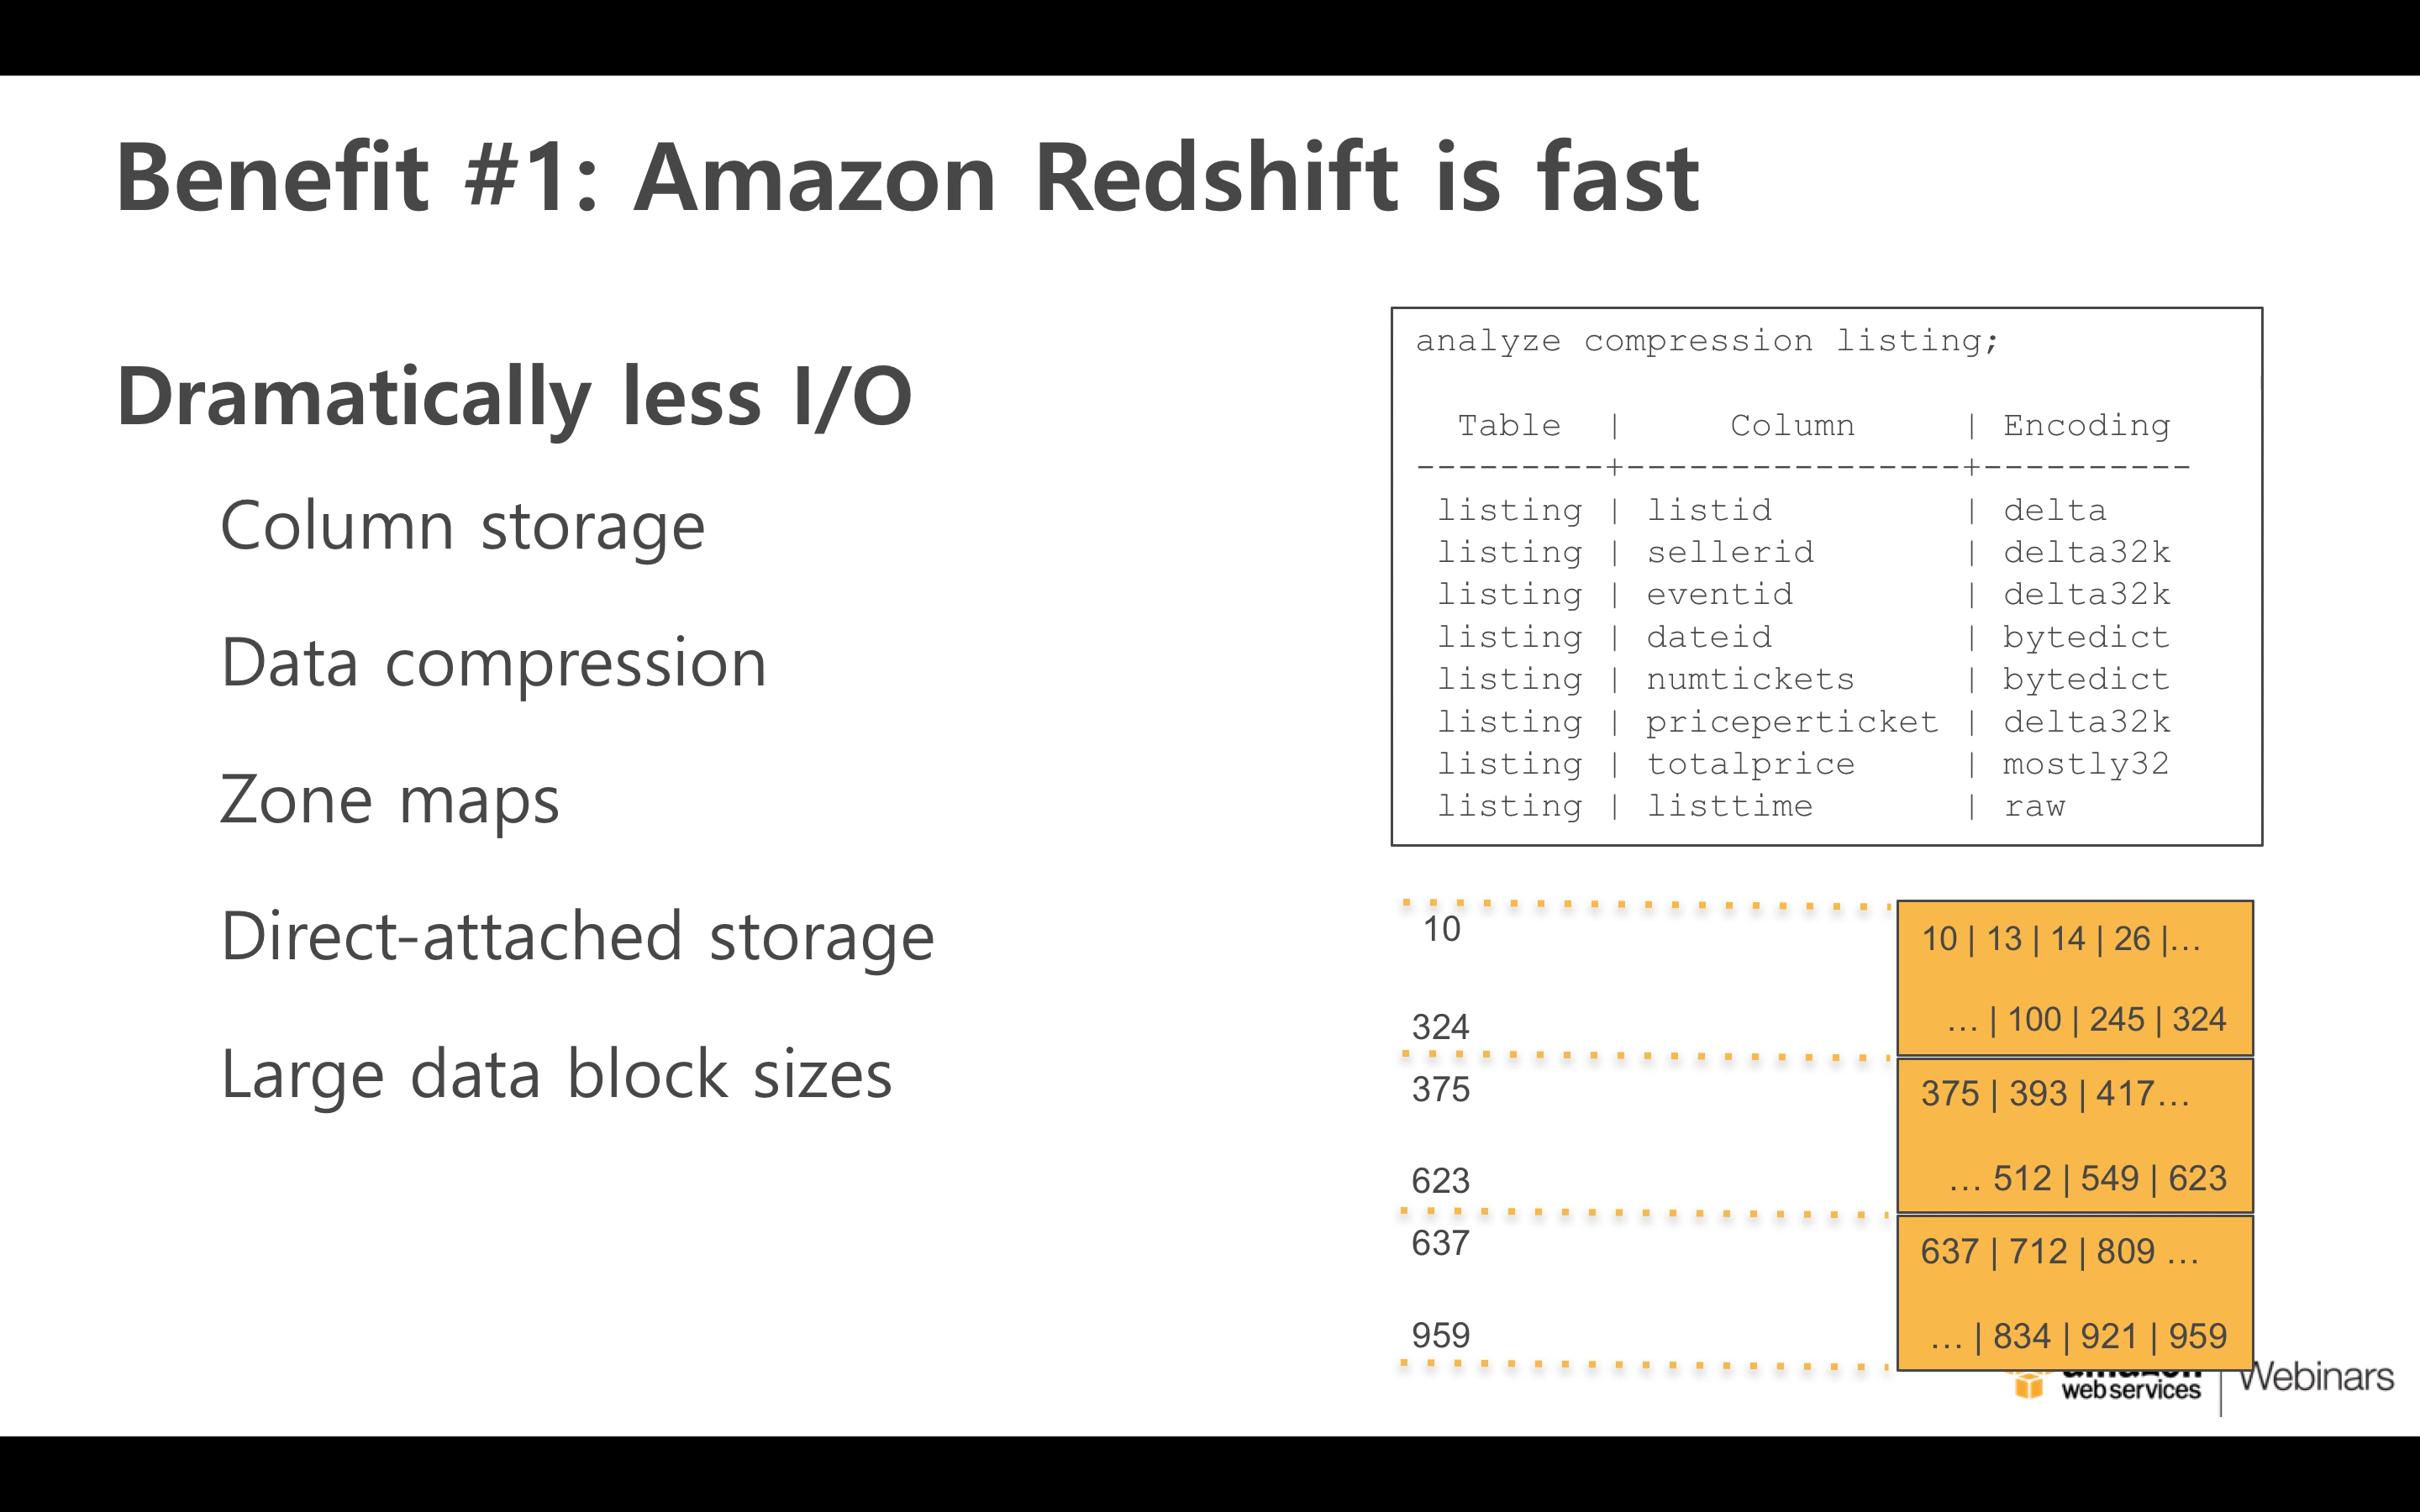 Benefit #1: Amazon Redshift is fast
Dramatically less I/O
Column storage
Data compression
Zone maps
Direct-attached storage
Large data block sizes
analyze compression listing;
Table | Column | Encoding
---------+----------------+----------
listing | listid | delta
listing | sellerid | delta32k
listing | eventid | delta32k
listing | dateid | bytedict
listing | numtickets | bytedict
listing | priceperticket | delta32k
listing | totalprice | mostly32
listing | listtime | raw
10
324
375
623
637
959
10 | 13 | 14 | 26 |…
… | 100 | 245 | 324
375 | 393 | 417…
… 512 | 549 | 623
637 | 712 | 809 …
… | 834 | 921 | 959
amazon
web services
Webinars